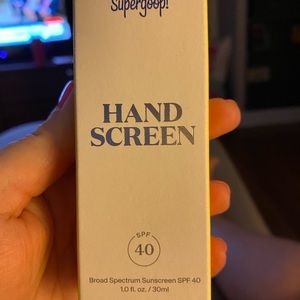 Supergoop!
HAND
SCREEN
SPF
40
Broad Spectrum Sunscreen SPF 40
1.0 fl. oz. / 30ml